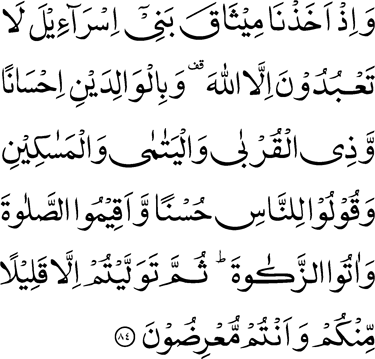 وَ اِذْ اَخَذْنَا مِیْثَاقَ بَنِیْۤ اِسْرَآءِیْلَ لَا
تَعْبُدُوْنَ اِلَّا اللّٰهَ ۫ وَ بِالْوَالِدَیْنِ اِحْسَانًا
وَّ ذِی الْقُرْبٰى وَ الْیَتٰمٰى وَ الْمَسٰكِیْنِ
وَ قُوْلُوْا لِلنَّاسِ حُسْنًا وَّ اَقِیْمُوا الصَّلٰوةَ
وَ اٰتُوا الزَّكٰوةَ ؕ ثُمَّ تَوَلَّیْتُمْ اِلَّا قَلِیْلًا
مِّنْكُمْ وَ اَنْتُمْ مُّعْرِضُوْنَ ۸۴